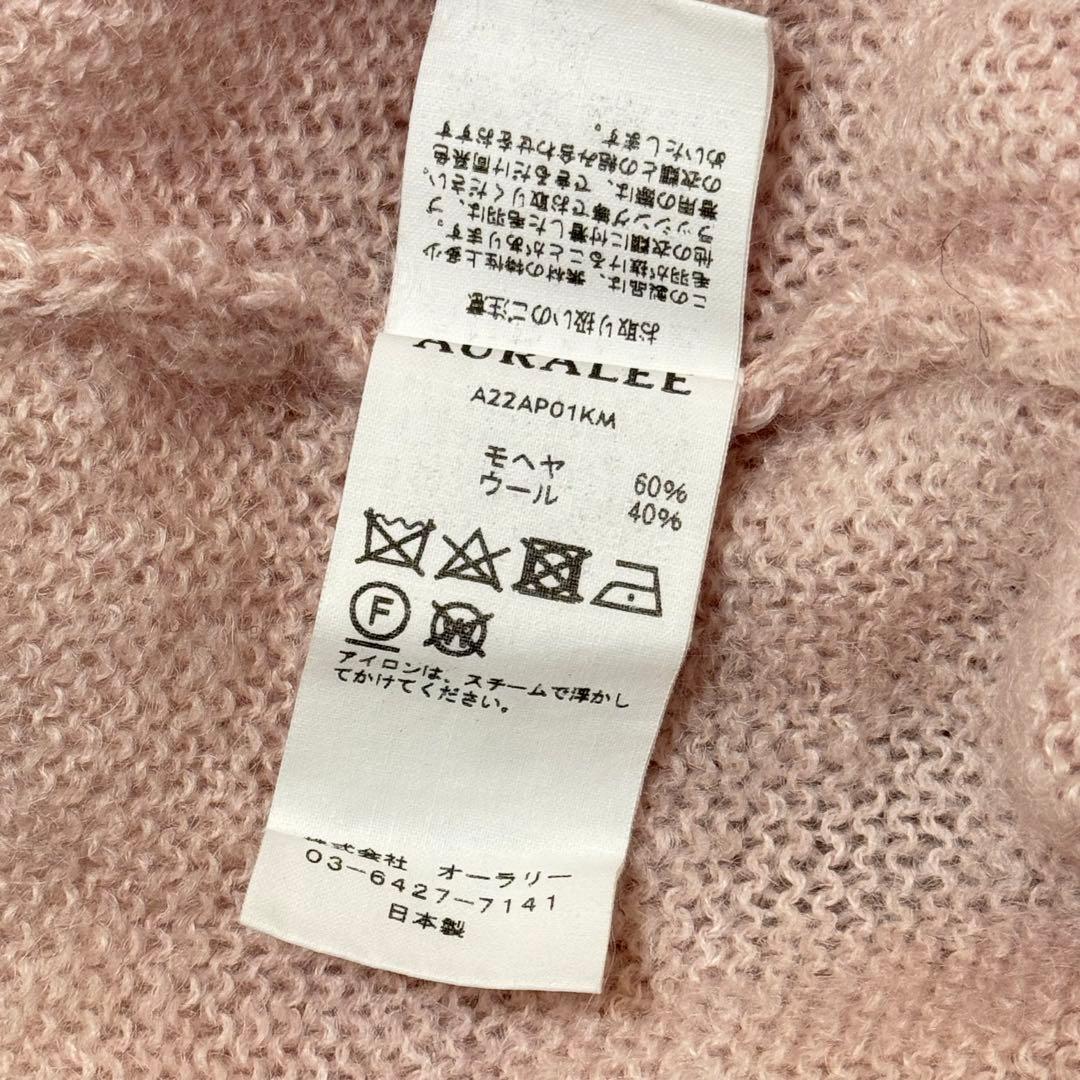 お取り扱いのご注意
この製品は、素材の特性上多少
毛羽が抜けることがあります。
他の衣類に付着した毛羽は、ブ
ラッシング等でお取りください。
着用の際は、できるだけ同系色
の衣類との組み合わせをおすす
めいたします。
AURALEE
A22AP01KM
モヘヤ 60%
ウール 40%
F
W
アイロンは、スチームで浮かし
てかけてください。
株式会社 オーラリー
03-6427-7141
日本製